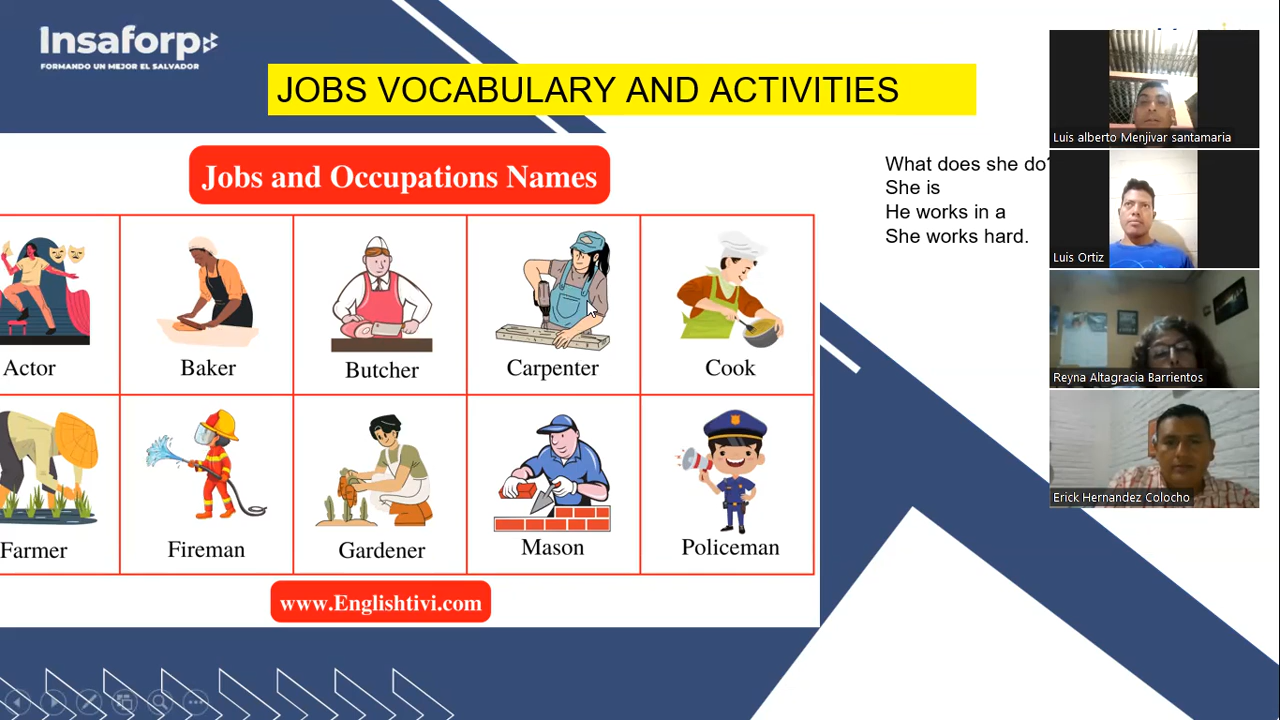 Insaforp
FORMANDO UN MEJOR EL SALVADOR
JOBS VOCABULARY AND ACTIVITIES
Jobs and Occupations Names
Actor
Baker
Butcher
Carpenter
Cook
Farmer
Fireman
Gardener
Mason
Policeman
www.Englishtivi.com
What does she do?
She is
He works in a
She works hard.
Luis alberto Menjivar santamaria
Luis Ortiz
Reyna Altagracia Barrientos
Erick Hernandez Colocho